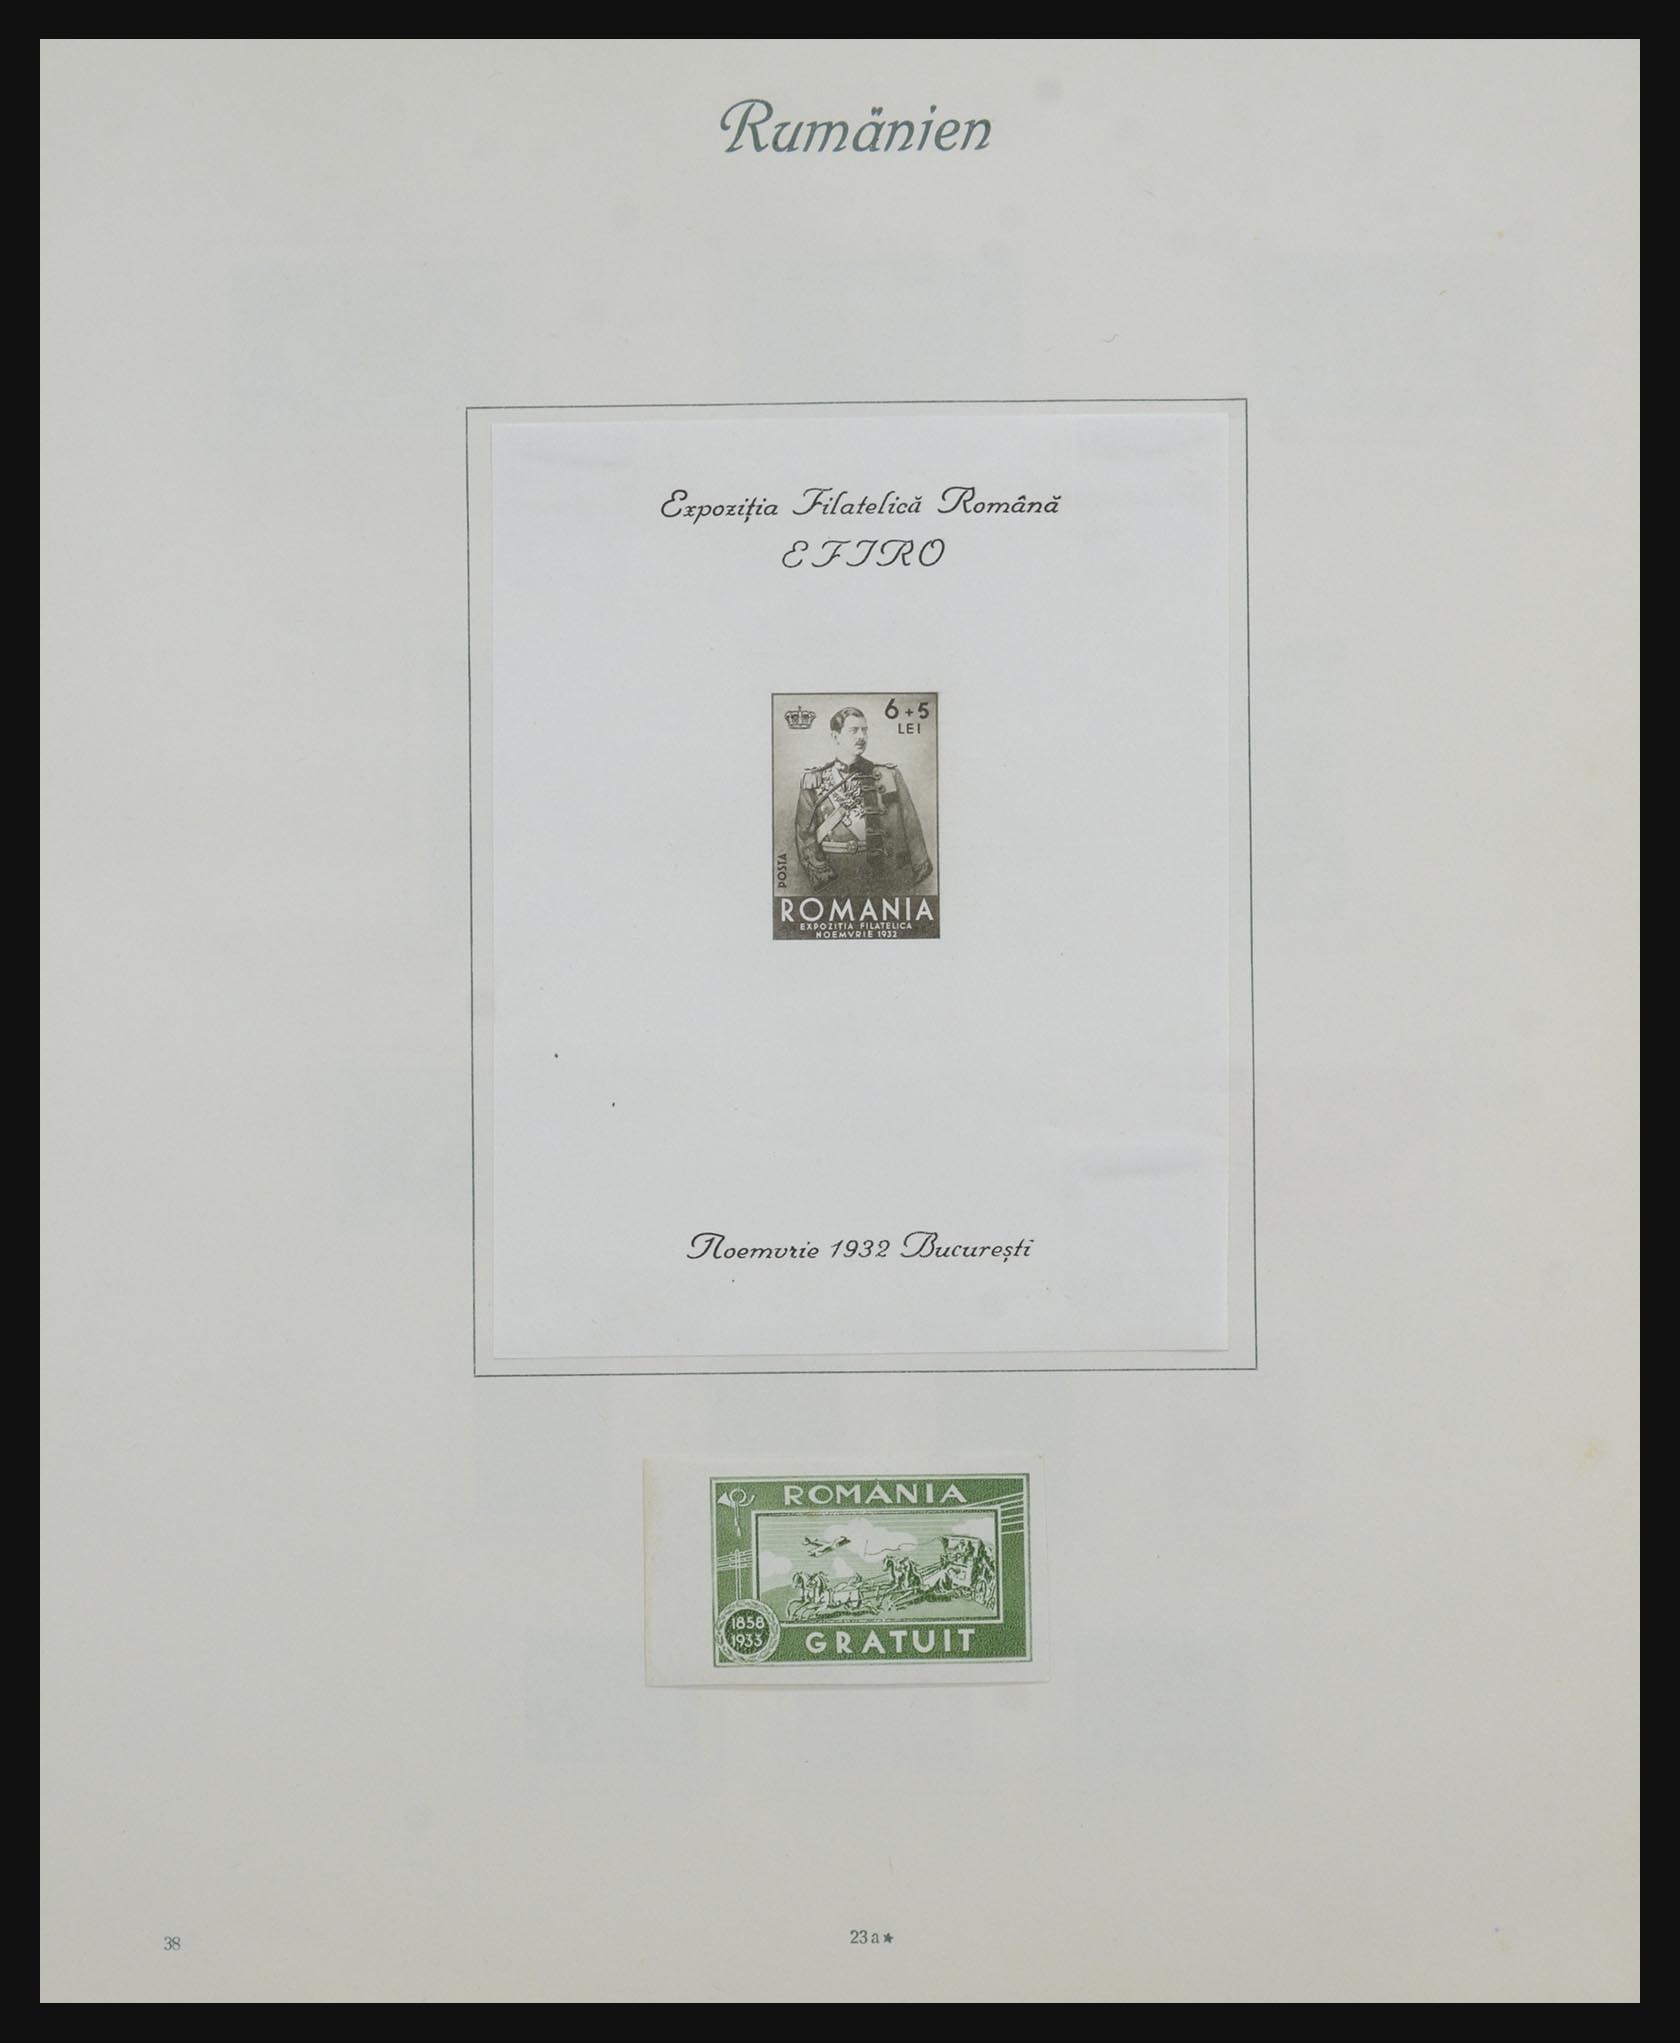 Rumänien
Expoziția Filatelică Română
EFIRO
6+5
LEI
POSTA
ROMANIA
EXPOZITIA FILATELICA
NOEMVRIE 1932
Noemvrie 1932 București
ROMANIA
1858
1933
GRATUIT
38
23a*